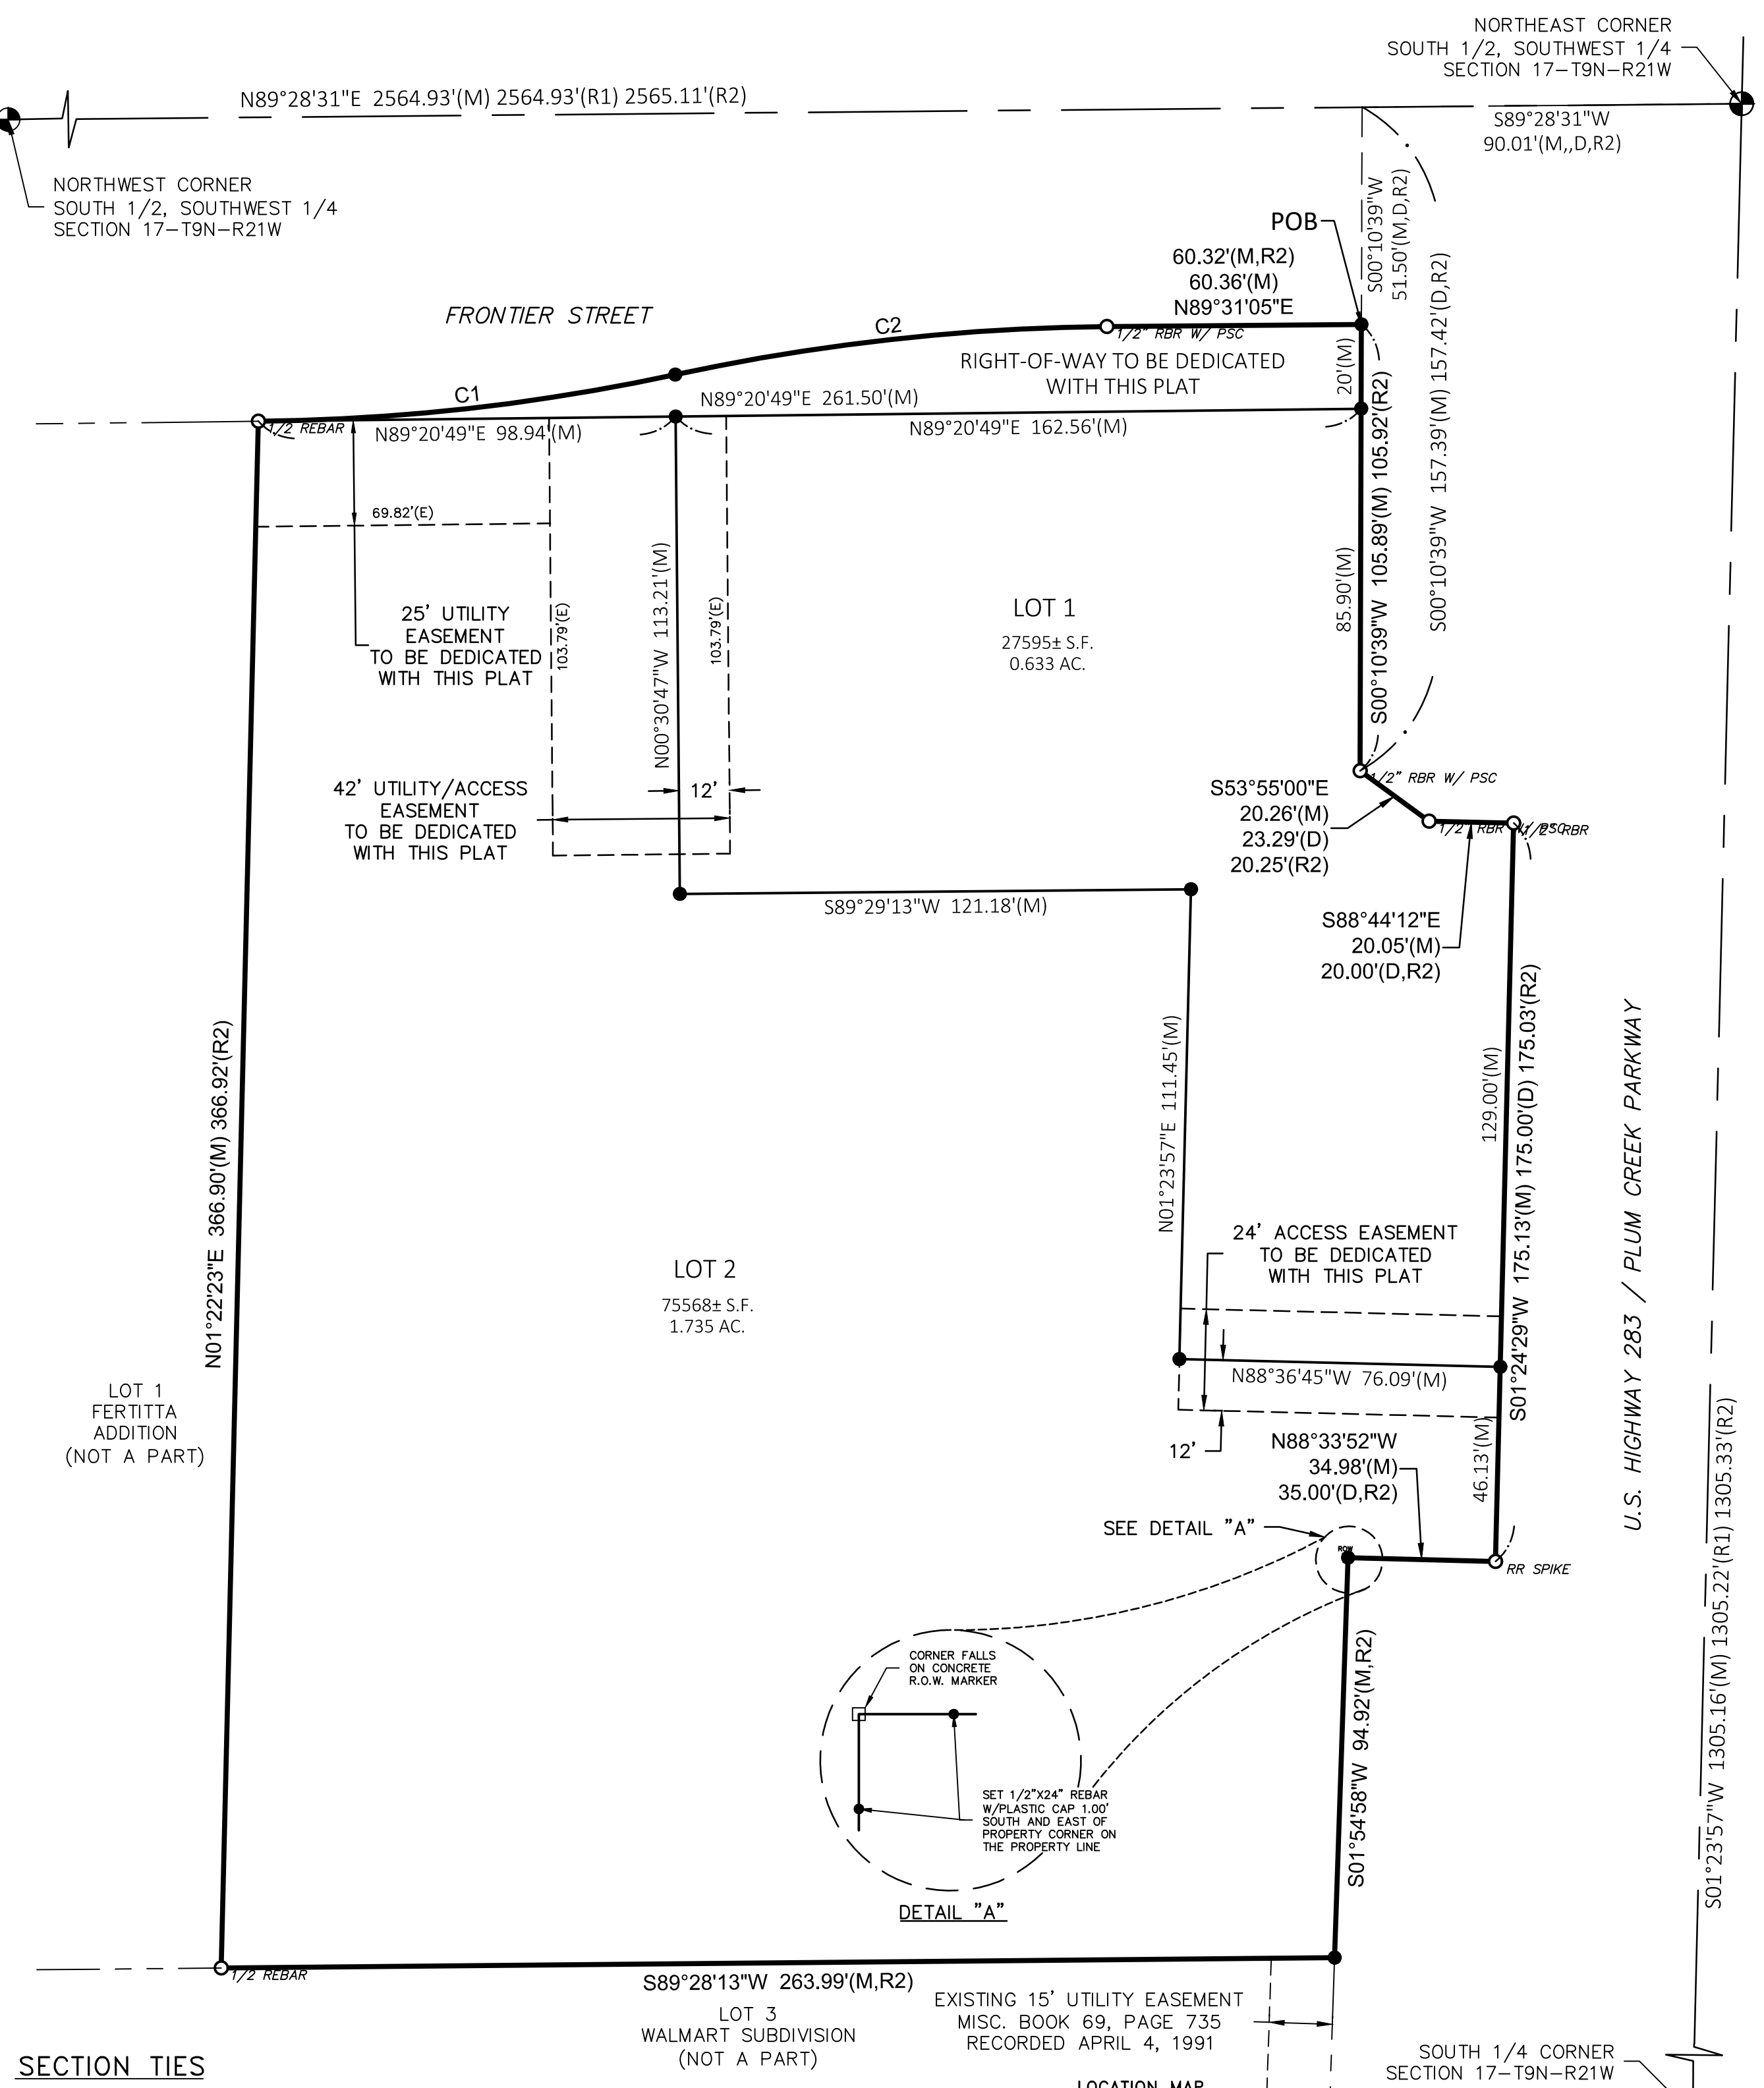 NORTHEAST CORNER
SOUTH 1/2, SOUTHWEST 1/4
SECTION 17-T9N-R21W
N89°28'31"E 2564.93'(M) 2564.93'(R1) 2565.11'(R2)
S89°28'31"W
90.01'(M,,D,R2)
NORTHWEST CORNER
SOUTH 1/2, SOUTHWEST 1/4
SECTION 17-T9N-R21W
S00°10'39"W
51.50'(M,D,R2)
POB
60.32'(M,R2)
60.36'(M)
N89°31'05"E
FRONTIER STREET
C2
1/2" RBR W/ PSC
RIGHT-OF-WAY TO BE DEDICATED
WITH THIS PLAT
20'(M)
C1
N89°20'49"E 261.50'(M)
1/2 REBAR
N89°20'49"E 98.94'(M)
N89°20'49"E 162.56'(M)
S00°10'39"W 105.89'(M) 105.92'(R2)
S00°10'39"W 157.39'(M) 157.42'(D,R2)
69.82'(E)
85.90'(M)
25' UTILITY
EASEMENT
TO BE DEDICATED
WITH THIS PLAT
103.79'(E)
N00°30'47"W 113.21'(M)
103.79'(E)
LOT 1
27595± S.F.
0.633 AC.
42' UTILITY/ACCESS
EASEMENT
TO BE DEDICATED
WITH THIS PLAT
12'
1/2" RBR W/ PSC
S53°55'00"E
20.26'(M)
23.29'(D)
20.25'(R2)
1/2 RBR W/ PSC
1/2" RBR
S89°29'13"W 121.18'(M)
S88°44'12"E
20.05'(M)
20.00'(D,R2)
N01°22'23"E 366.90'(M) 366.92'(R2)
N01°23'57"E 111.45'(M)
129.00'(M)
S01°24'29"W 175.13'(M) 175.00'(D) 175.03'(R2)
U.S. HIGHWAY 283 / PLUM CREEK PARKWAY
24' ACCESS EASEMENT
TO BE DEDICATED
WITH THIS PLAT
LOT 2
75568± S.F.
1.735 AC.
N88°36'45"W 76.09'(M)
LOT 1
FERTITTA
ADDITION
(NOT A PART)
12'
46.13'(M)
N88°33'52"W
34.98'(M)
35.00'(D,R2)
S01°23'57"W 1305.16'(M) 1305.22'(R1) 1305.33'(R2)
SEE DETAIL "A"
ROW
RR SPIKE
CORNER FALLS
ON CONCRETE
R.O.W. MARKER
S01°54'58"W 94.92'(M,R2)
SET 1/2"X24" REBAR
W/PLASTIC CAP 1.00'
SOUTH AND EAST OF
PROPERTY CORNER ON
THE PROPERTY LINE
DETAIL "A"
1/2 REBAR
S89°28'13"W 263.99'(M,R2)
LOT 3
WALMART SUBDIVISION
(NOT A PART)
EXISTING 15' UTILITY EASEMENT
MISC. BOOK 69, PAGE 735
RECORDED APRIL 4, 1991
SECTION TIES
SOUTH 1/4 CORNER
SECTION 17-T9N-R21W
LOCATION MAP